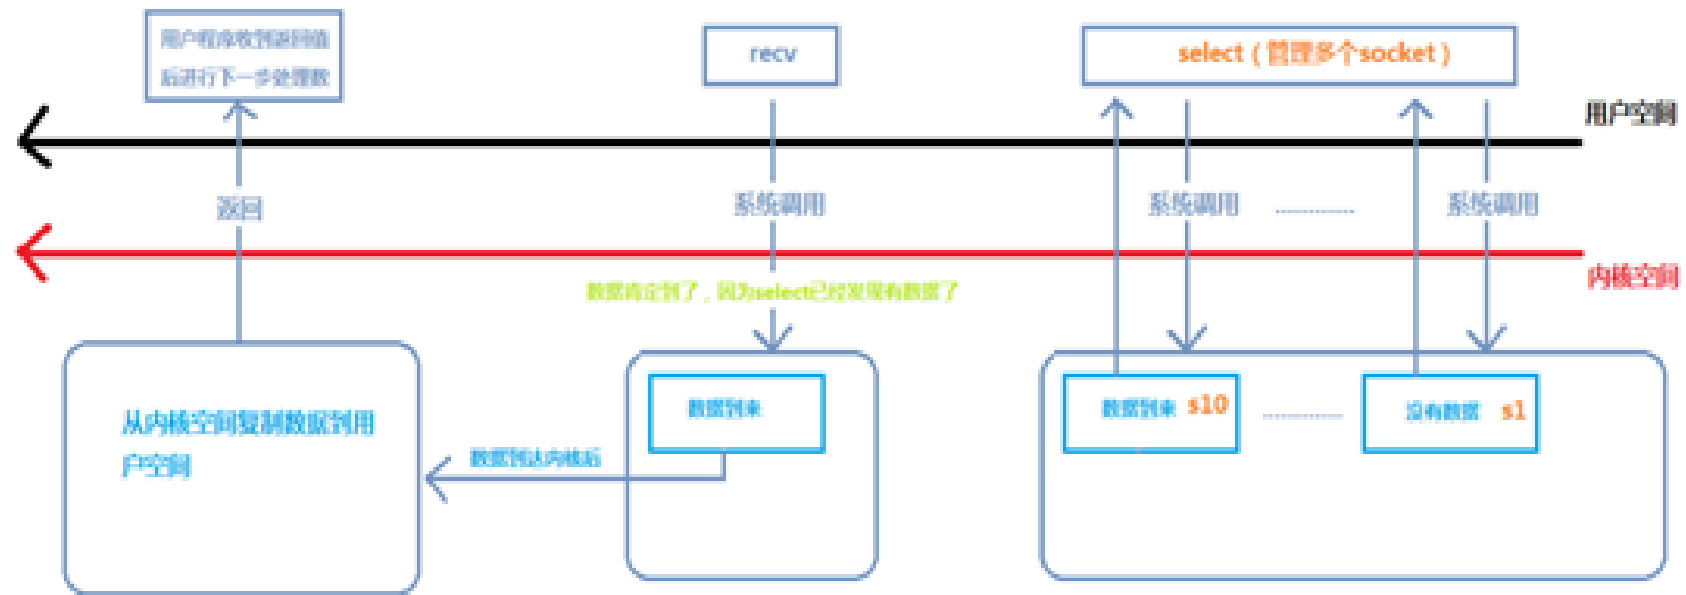 用户程序收到返回值
后进行下一步处理数
recv
select（管理多个socket）
用户空间
返回
系统调用
系统调用
系统调用
内核空间
数据肯定到了，因为select已经发现有数据了
从内核空间复制数据到用
户空间
数据到达内核后
数据到来
数据到来 s10
没有数据 s1